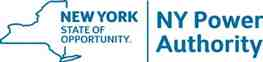 NEW YORK
STATE OF
OPPORTUNITY.
NY Power
Authority